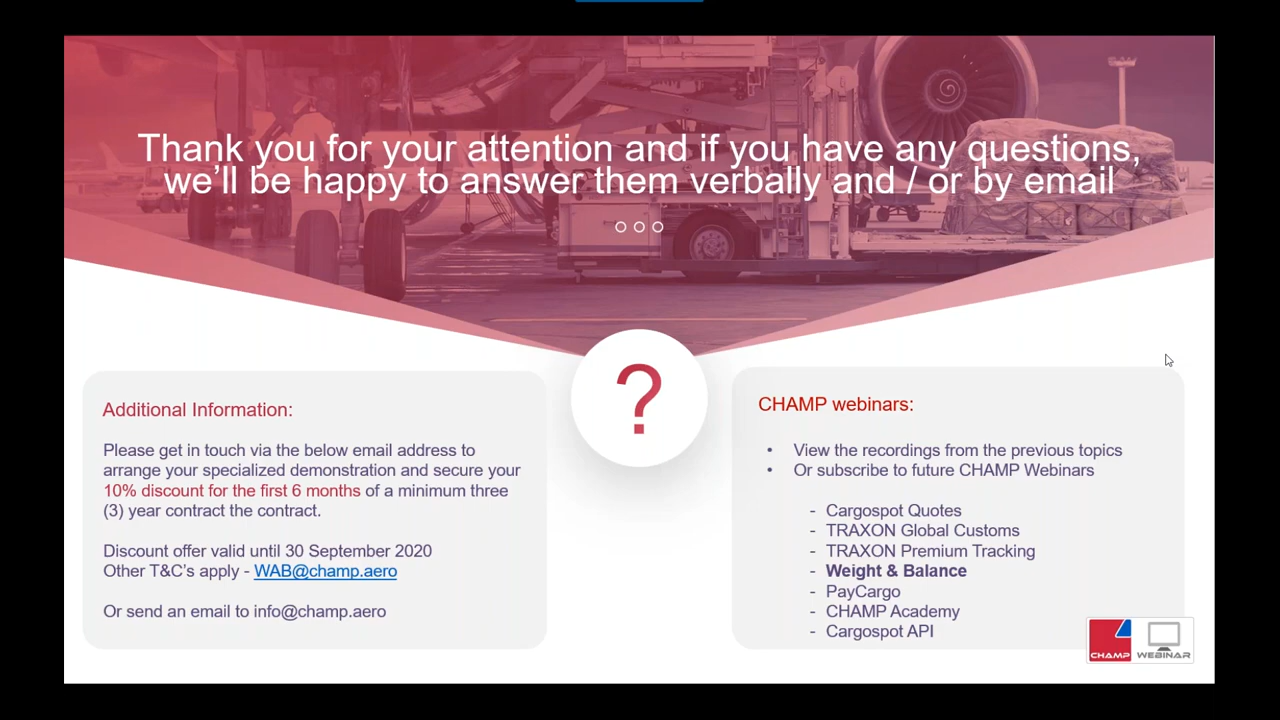 Thank you for your attention and if you have any questions,
we’ll be happy to answer them verbally and / or by email
?
Additional Information:
Please get in touch via the below email address to
arrange your specialized demonstration and secure your
10% discount for the first 6 months of a minimum three
(3) year contract the contract.
Discount offer valid until 30 September 2020
Other T&C’s apply - WAB@champ.aero
Or send an email to info@champ.aero
CHAMP webinars:
• View the recordings from the previous topics
• Or subscribe to future CHAMP Webinars
- Cargospot Quotes
- TRAXON Global Customs
- TRAXON Premium Tracking
- Weight & Balance
- PayCargo
- CHAMP Academy
- Cargospot API
CHAMP WEBINAR